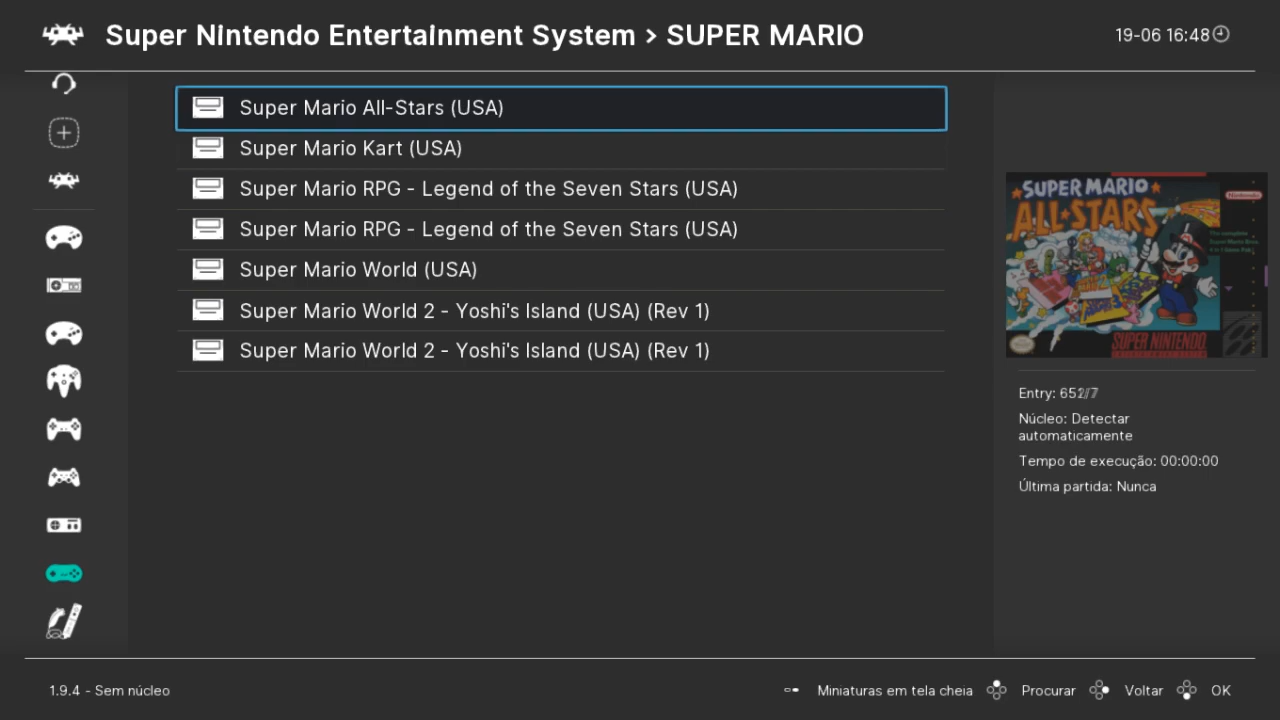 Super Nintendo Entertainment System > SUPER MARIO
19-06 16:48
Super Mario All-Stars (USA)
Super Mario Kart (USA)
Super Mario RPG - Legend of the Seven Stars (USA)
Super Mario RPG - Legend of the Seven Stars (USA)
Super Mario World (USA)
Super Mario World 2 - Yoshi's Island (USA) (Rev 1)
Super Mario World 2 - Yoshi's Island (USA) (Rev 1)
SUPER MARIO
ALL★STARS
Nintendo
SUPER NINTENDO
ENTERTAINMENT SYSTEM
Entry:
Núcleo: Detectar
automaticamente
Tempo de execução: 00:00:00
Última partida: Nunca
1.9.4 - Sem núcleo
Miniaturas em tela cheia
Procurar
Voltar
OK